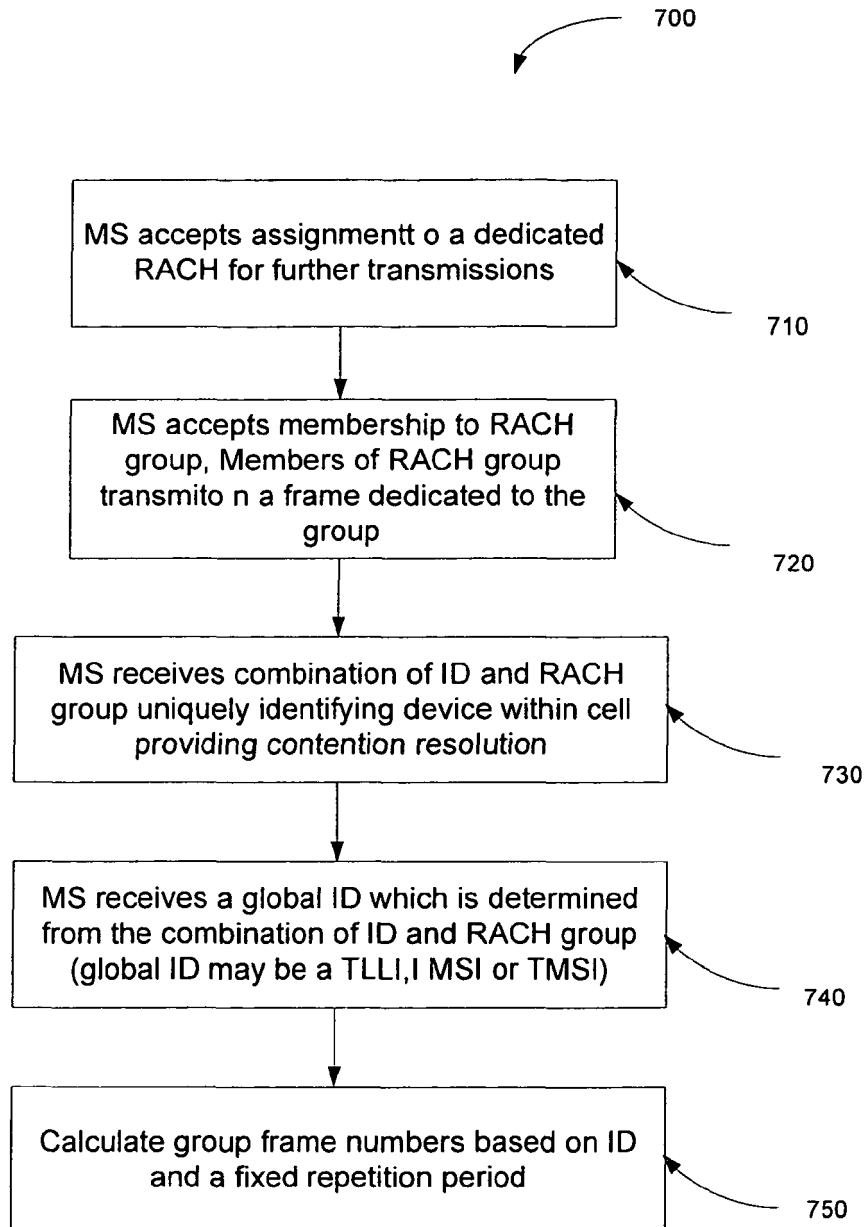 700
MS accepts assignmentt o a dedicated
RACH for further transmissions
710
MS accepts membership to RACH
group, Members of RACH group
transmito n a frame dedicated to the
group
720
MS receives combination of ID and RACH
group uniquely identifying device within cell
providing contention resolution
730
MS receives a global ID which is determined
from the combination of ID and RACH group
(global ID may be a TLLI,I MSI or TMSI)
740
Calculate group frame numbers based on ID
and a fixed repetition period
750